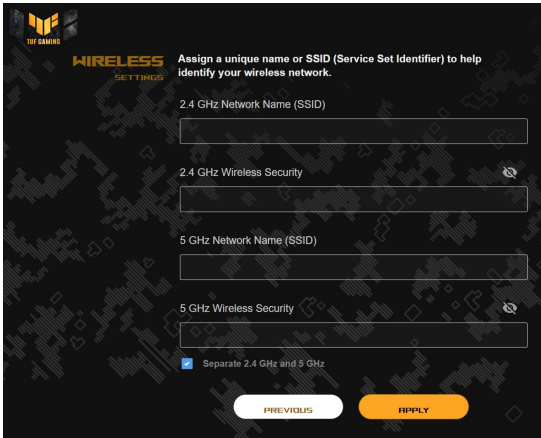 TUF GAMING
WIRELESS
SETTINGS
Assign a unique name or SSID (Service Set Identifier) to help
identify your wireless network.
2.4 GHz Network Name (SSID)
2.4 GHz Wireless Security
5 GHz Network Name (SSID)
5 GHz Wireless Security
Separate 2.4 GHz and 5 GHz
PREVIOUS
APPLY